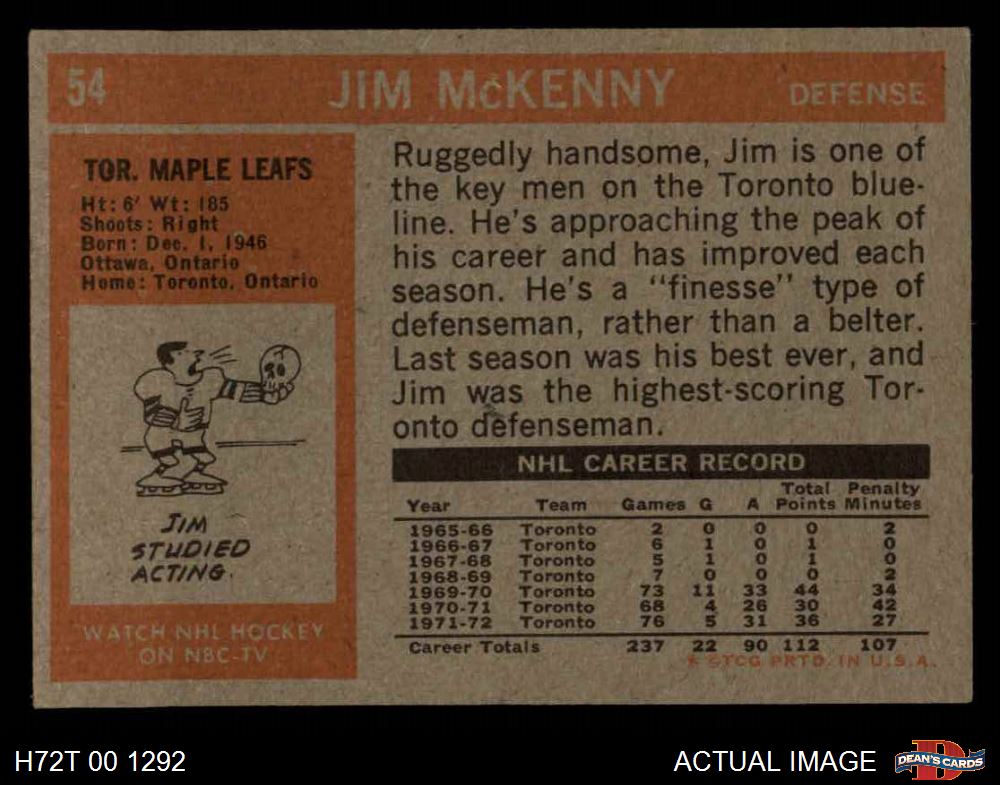 54 JIM McKENNY DEFENSE
TOR. MAPLE LEAFS
Ht: 6' Wt: 185
Shoots: Right
Born: Dec. 1, 1946
Ottawa, Ontario
Home: Toronto, Ontario
JIM
STUDIED
ACTING.
WATCH NHL HOCKEY
ON NBC-TV
Ruggedly handsome, Jim is one of
the key men on the Toronto blue-
line. He's approaching the peak of
his career and has improved each
season. He's a "finesse" type of
defenseman, rather than a belter.
Last season was his best ever, and
Jim was the highest-scoring Tor-
onto defenseman.
NHL CAREER RECORD
Total Penalty
Year Team Games G A Points Minutes
1965-66 Toronto 2 0 0 0 2
1966-67 Toronto 6 1 0 1 0
1967-68 Toronto 5 1 0 1 0
1968-69 Toronto 7 0 0 0 2
1969-70 Toronto 73 11 33 44 34
1970-71 Toronto 68 4 26 30 42
1971-72 Toronto 76 5 31 36 27
Career Totals 237 22 90 112 107
* ©TCG PRTD. IN U.S.A.
H72T 00 1292 ACTUAL IMAGE DEAN'S CARDS